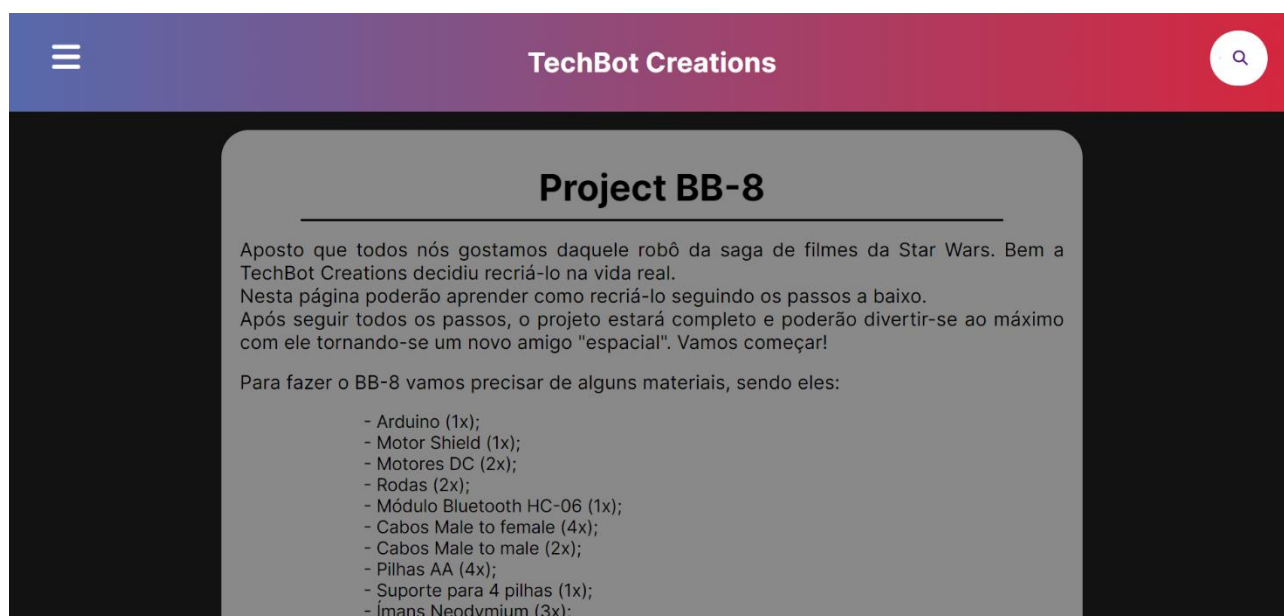 TechBot Creations
Project BB-8
Aposto que todos nós gostamos daquele robô da saga de filmes da Star Wars. Bem a
TechBot Creations decidiu recriá-lo na vida real.
Nesta página poderão aprender como recriá-lo seguindo os passos a baixo.
Após seguir todos os passos, o projeto estará completo e poderão divertir-se ao máximo
com ele tornando-se um novo amigo "espacial". Vamos começar!
Para fazer o BB-8 vamos precisar de alguns materiais, sendo eles:
- Arduino (1x);
- Motor Shield (1x);
- Motores DC (2x);
- Rodas (2x);
- Módulo Bluetooth HC-06 (1x);
- Cabos Male to female (4x);
- Cabos Male to male (2x);
- Pilhas AA (4x);
- Suporte para 4 pilhas (1x);
- Ímans Neodymium (3x);